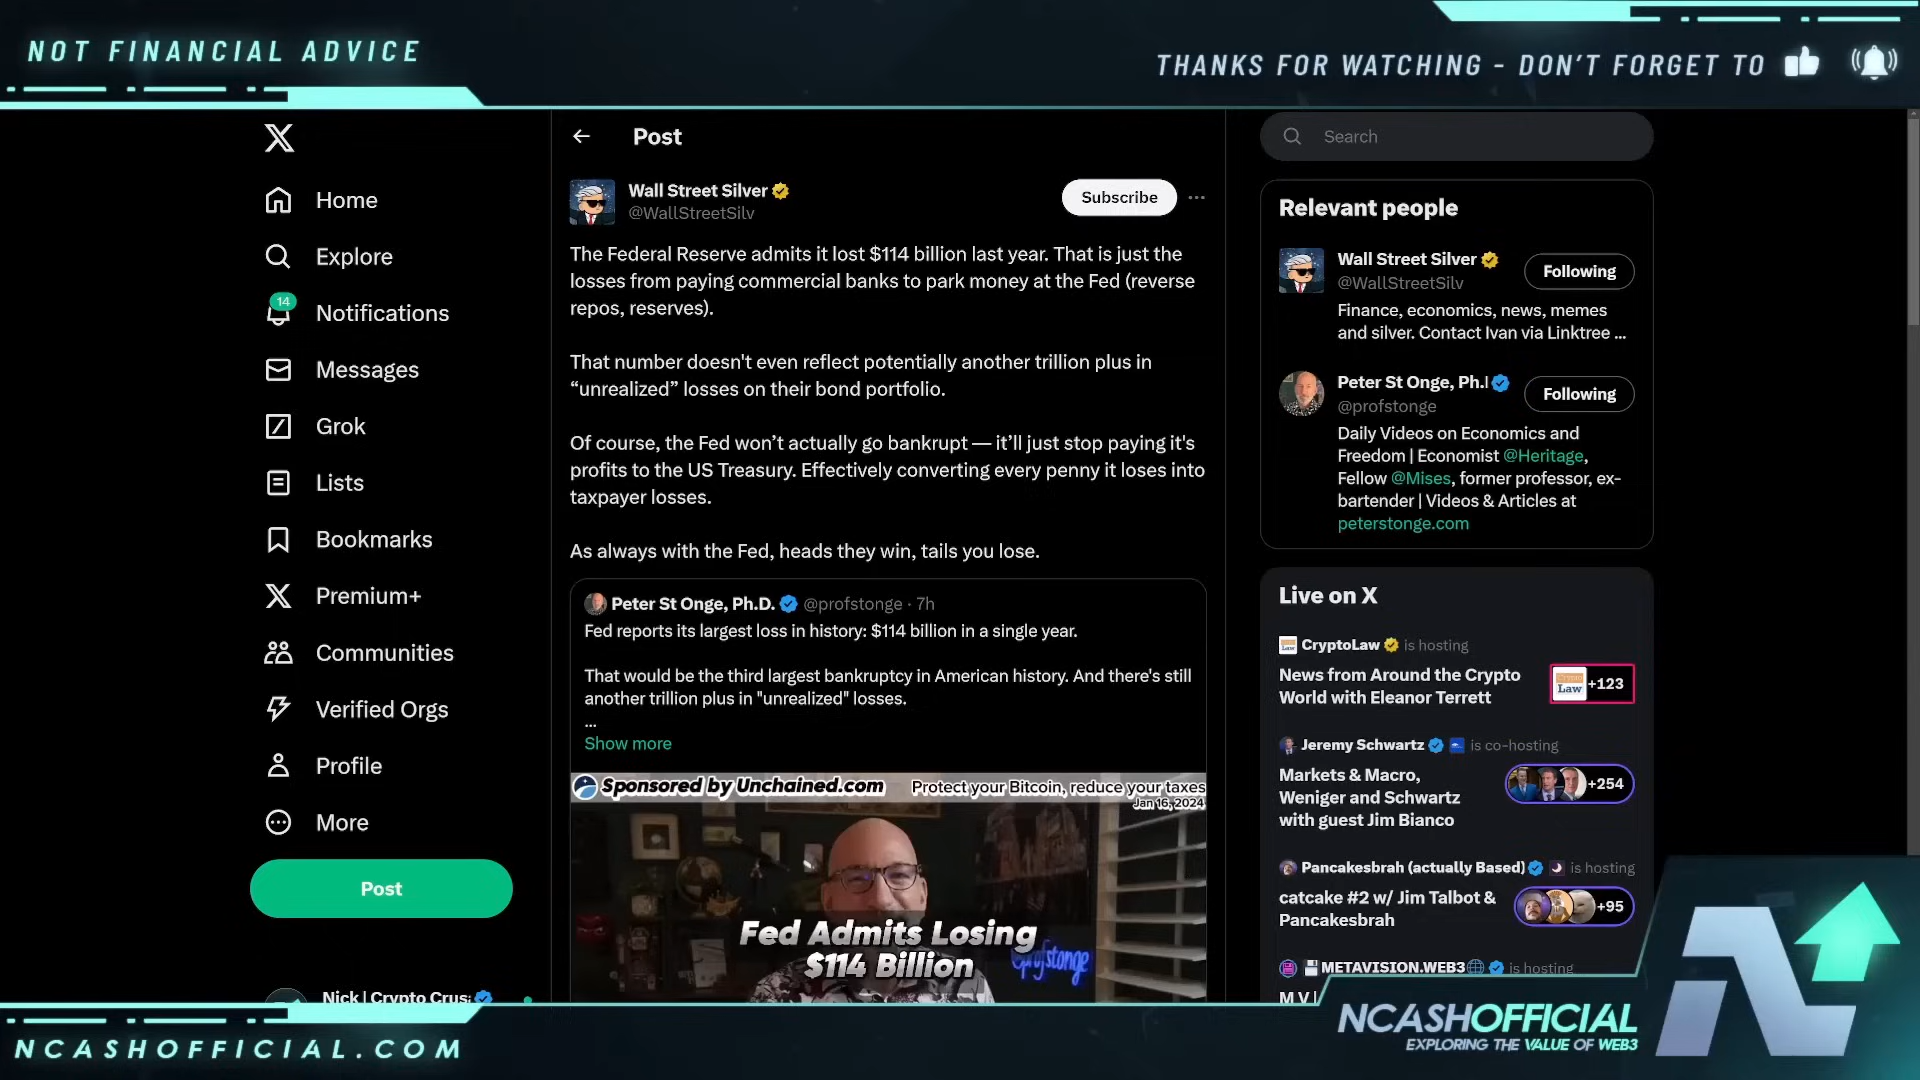 NOT FINANCIAL ADVICE
THANKS FOR WATCHING - DON'T FORGET TO
Home
Explore
14
Notifications
Messages
Grok
Lists
Bookmarks
Premium+
Communities
Verified Orgs
Profile
More
Post
Nick | Crypto Crus
Post
Wall Street Silver
@WallStreetSilv
Subscribe
The Federal Reserve admits it lost $114 billion last year. That is just the
losses from paying commercial banks to park money at the Fed (reverse
repos, reserves).
That number doesn't even reflect potentially another trillion plus in
“unrealized” losses on their bond portfolio.
Of course, the Fed won’t actually go bankrupt — it’ll just stop paying it's
profits to the US Treasury. Effectively converting every penny it loses into
taxpayer losses.
As always with the Fed, heads they win, tails you lose.
Peter St Onge, Ph.D. @profstonge · 7h
Fed reports its largest loss in history: $114 billion in a single year.
That would be the third largest bankruptcy in American history. And there's still
another trillion plus in "unrealized" losses.
...
Show more
Sponsored by Unchained.com
Protect your Bitcoin, reduce your taxes
Jan 16, 2024
Fed Admits Losing
$114 Billion
@profstonge
Search
Relevant people
Wall Street Silver
@WallStreetSilv
Following
Finance, economics, news, memes
and silver. Contact Ivan via Linktree ...
Peter St Onge, Ph.
@profstonge
Following
Daily Videos on Economics and
Freedom | Economist @Heritage,
Fellow @Mises, former professor, ex-
bartender | Videos & Articles at
peterstonge.com
Live on X
CryptoLaw is hosting
News from Around the Crypto
World with Eleanor Terrett
Crypto
Law
+123
Jeremy Schwartz is co-hosting
Markets & Macro,
Weniger and Schwartz
with guest Jim Bianco
+254
Pancakesbrah (actually Based) is hosting
catcake #2 w/ Jim Talbot &
Pancakesbrah
+95
METAVISION.WEB3 is hosting
M V |
NCASHOFFICIAL.COM
NCASHOFFICIAL
EXPLORING THE VALUE OF WEB3